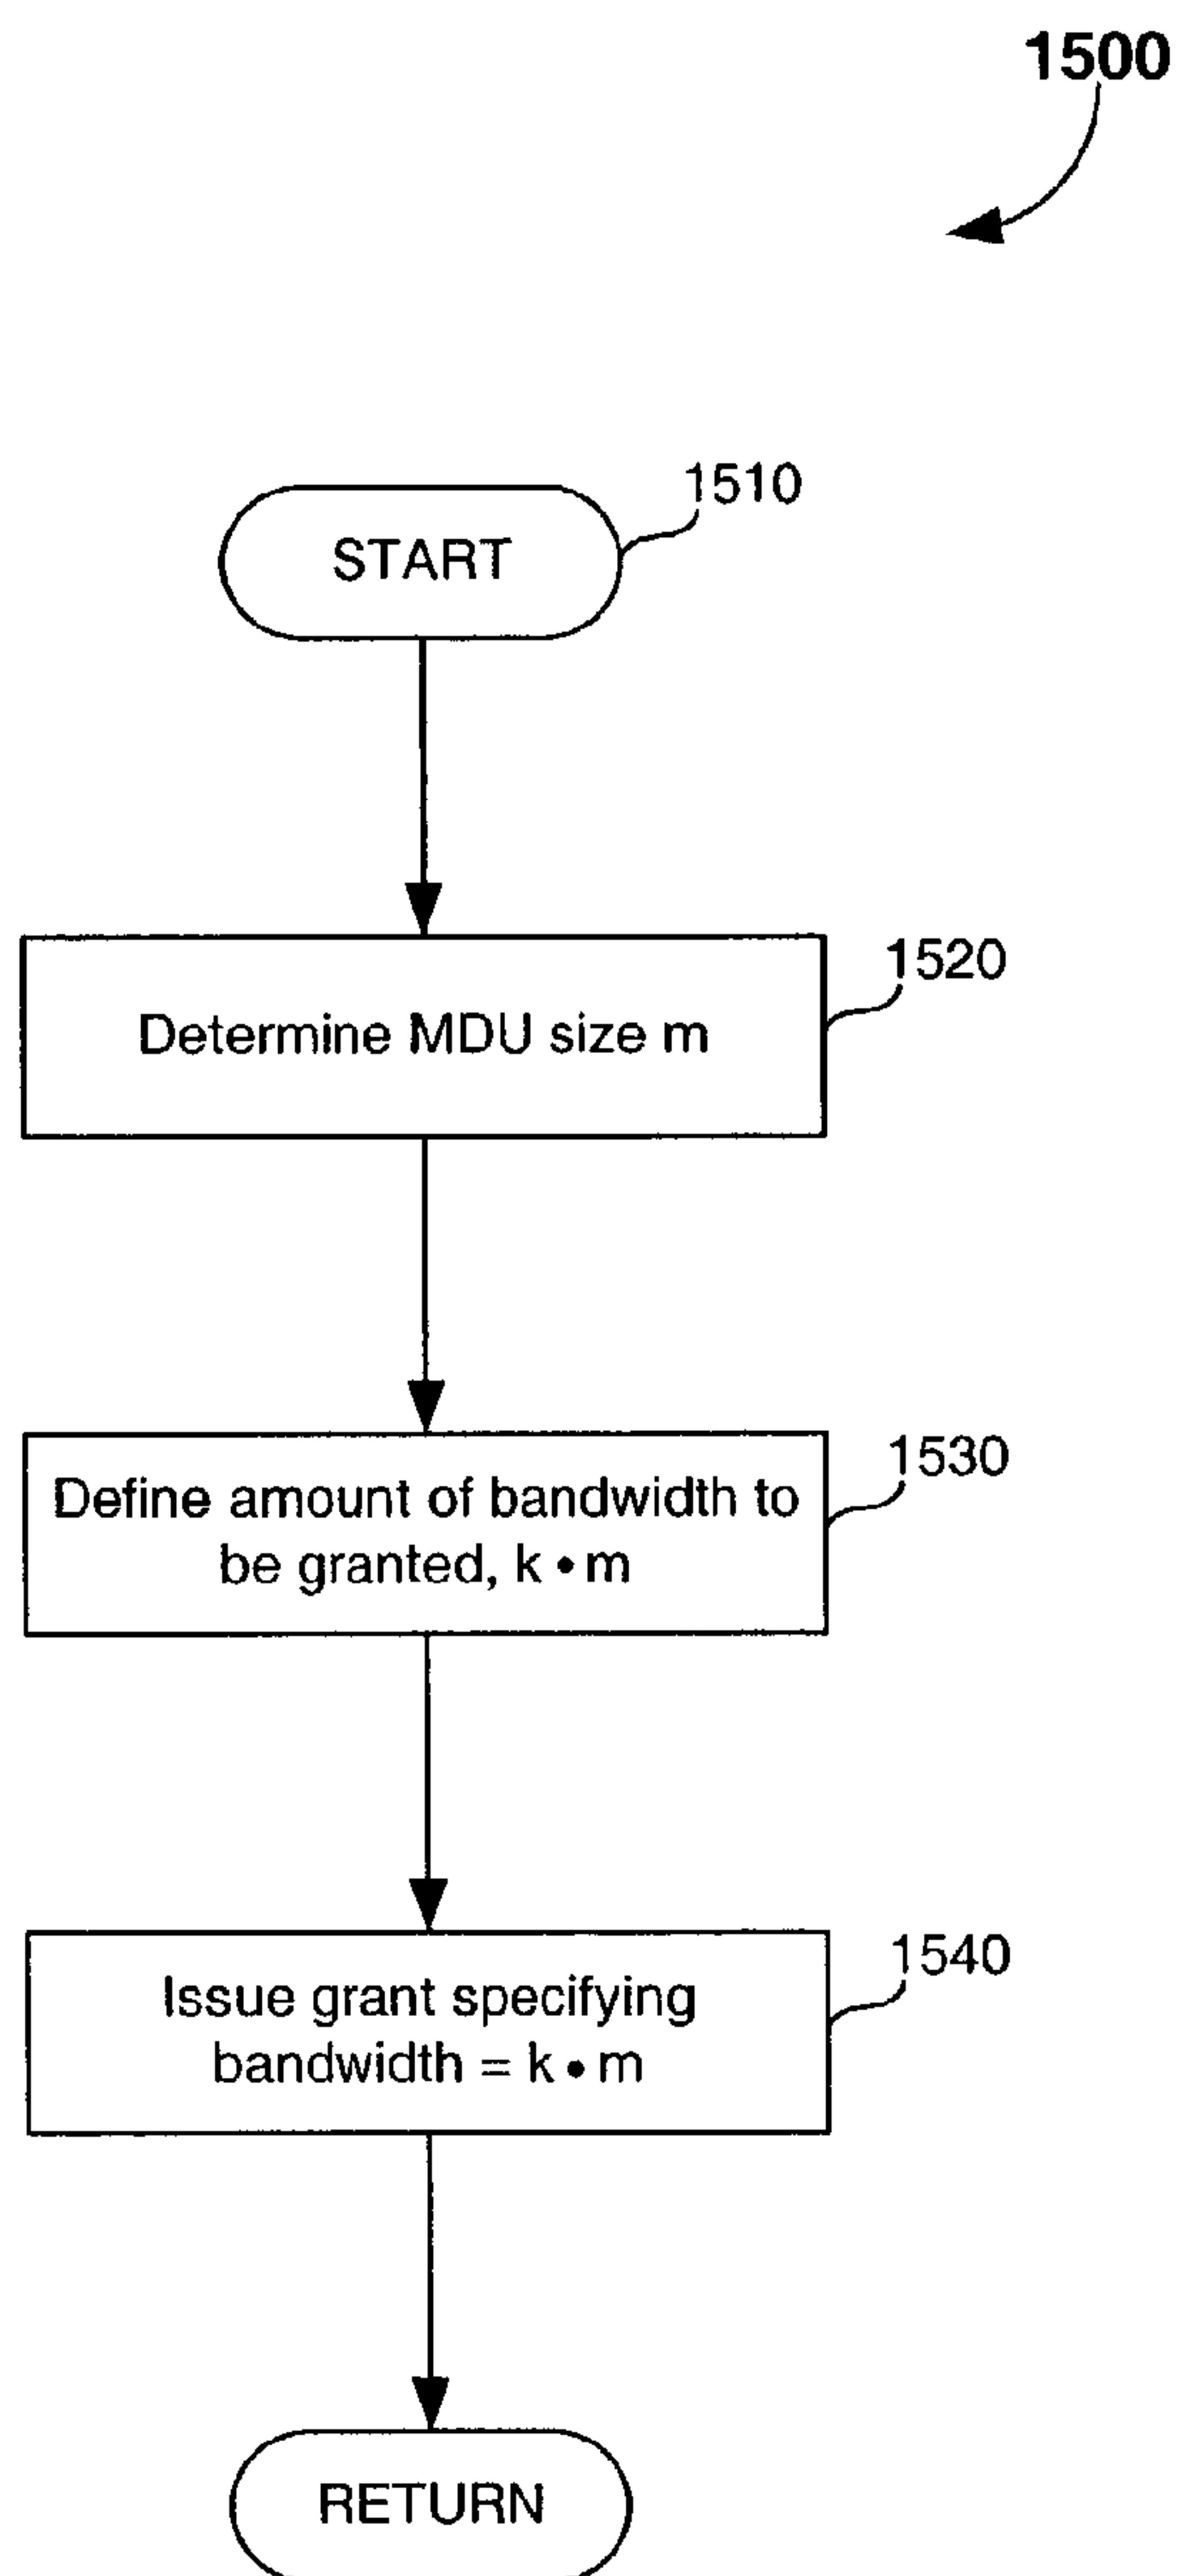 1500
1510
START
1520
Determine MDU size m
1530
Define amount of bandwidth to
be granted, k • m
1540
Issue grant specifying
bandwidth = k • m
RETURN